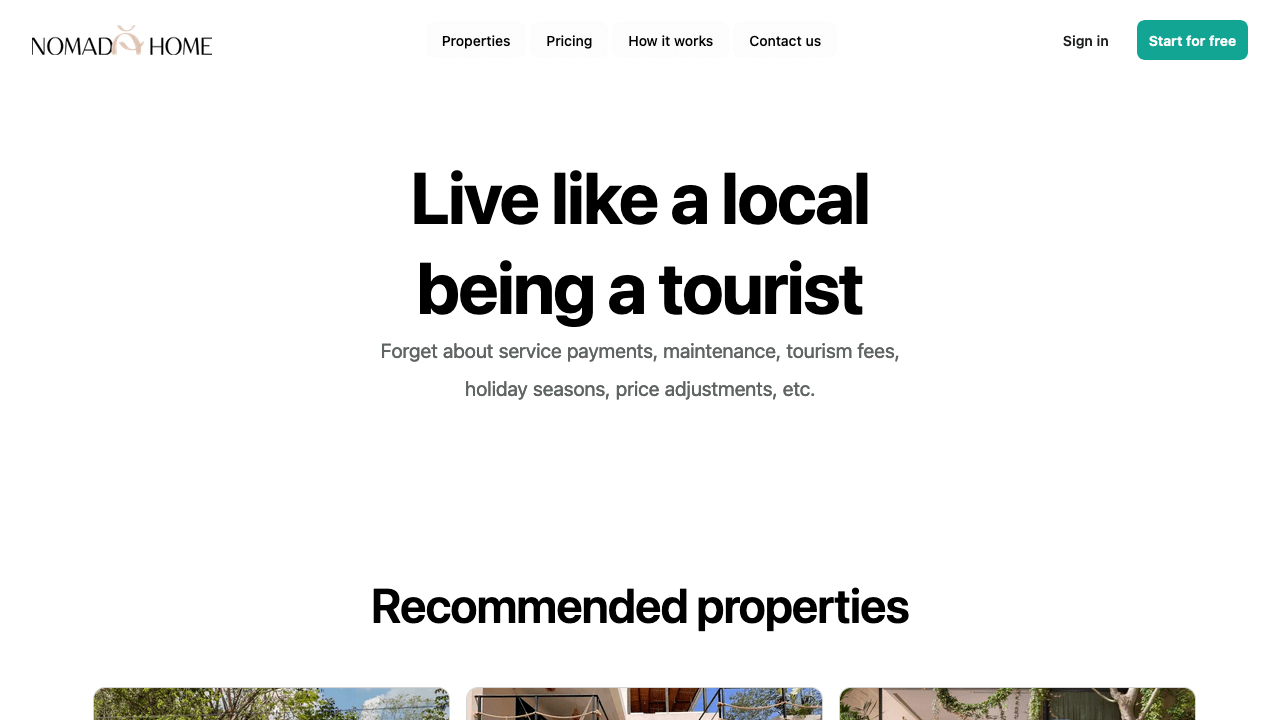 NOMAD HOME
Properties
Pricing
How it works
Contact us
Sign in
Start for free
Live like a local
being a tourist
Forget about service payments, maintenance, tourism fees,
holiday seasons, price adjustments, etc.
Recommended properties